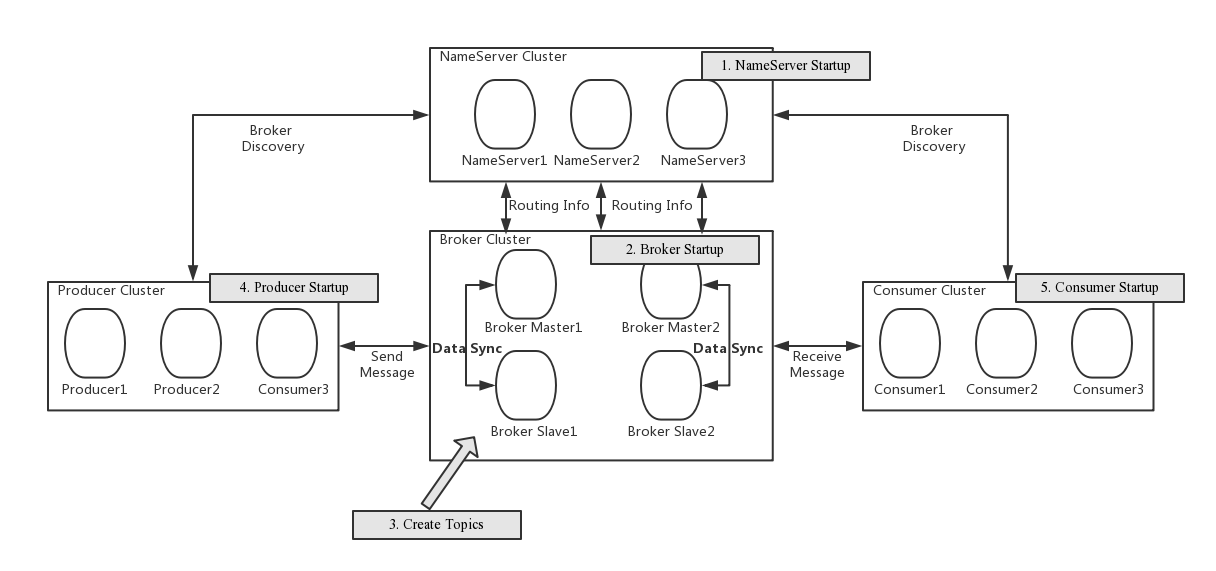 NameServer Cluster
1. NameServer Startup
NameServer1
NameServer2
NameServer3
Broker
Discovery
Broker
Discovery
Routing Info
Routing Info
Broker Cluster
2. Broker Startup
Broker Master1
Broker Master2
Data Sync
Data Sync
Broker Slave1
Broker Slave2
Producer Cluster
4. Producer Startup
Producer1
Producer2
Consumer3
Send
Message
Receive
Message
Consumer Cluster
5. Consumer Startup
Consumer1
Consumer2
Consumer3
3. Create Topics